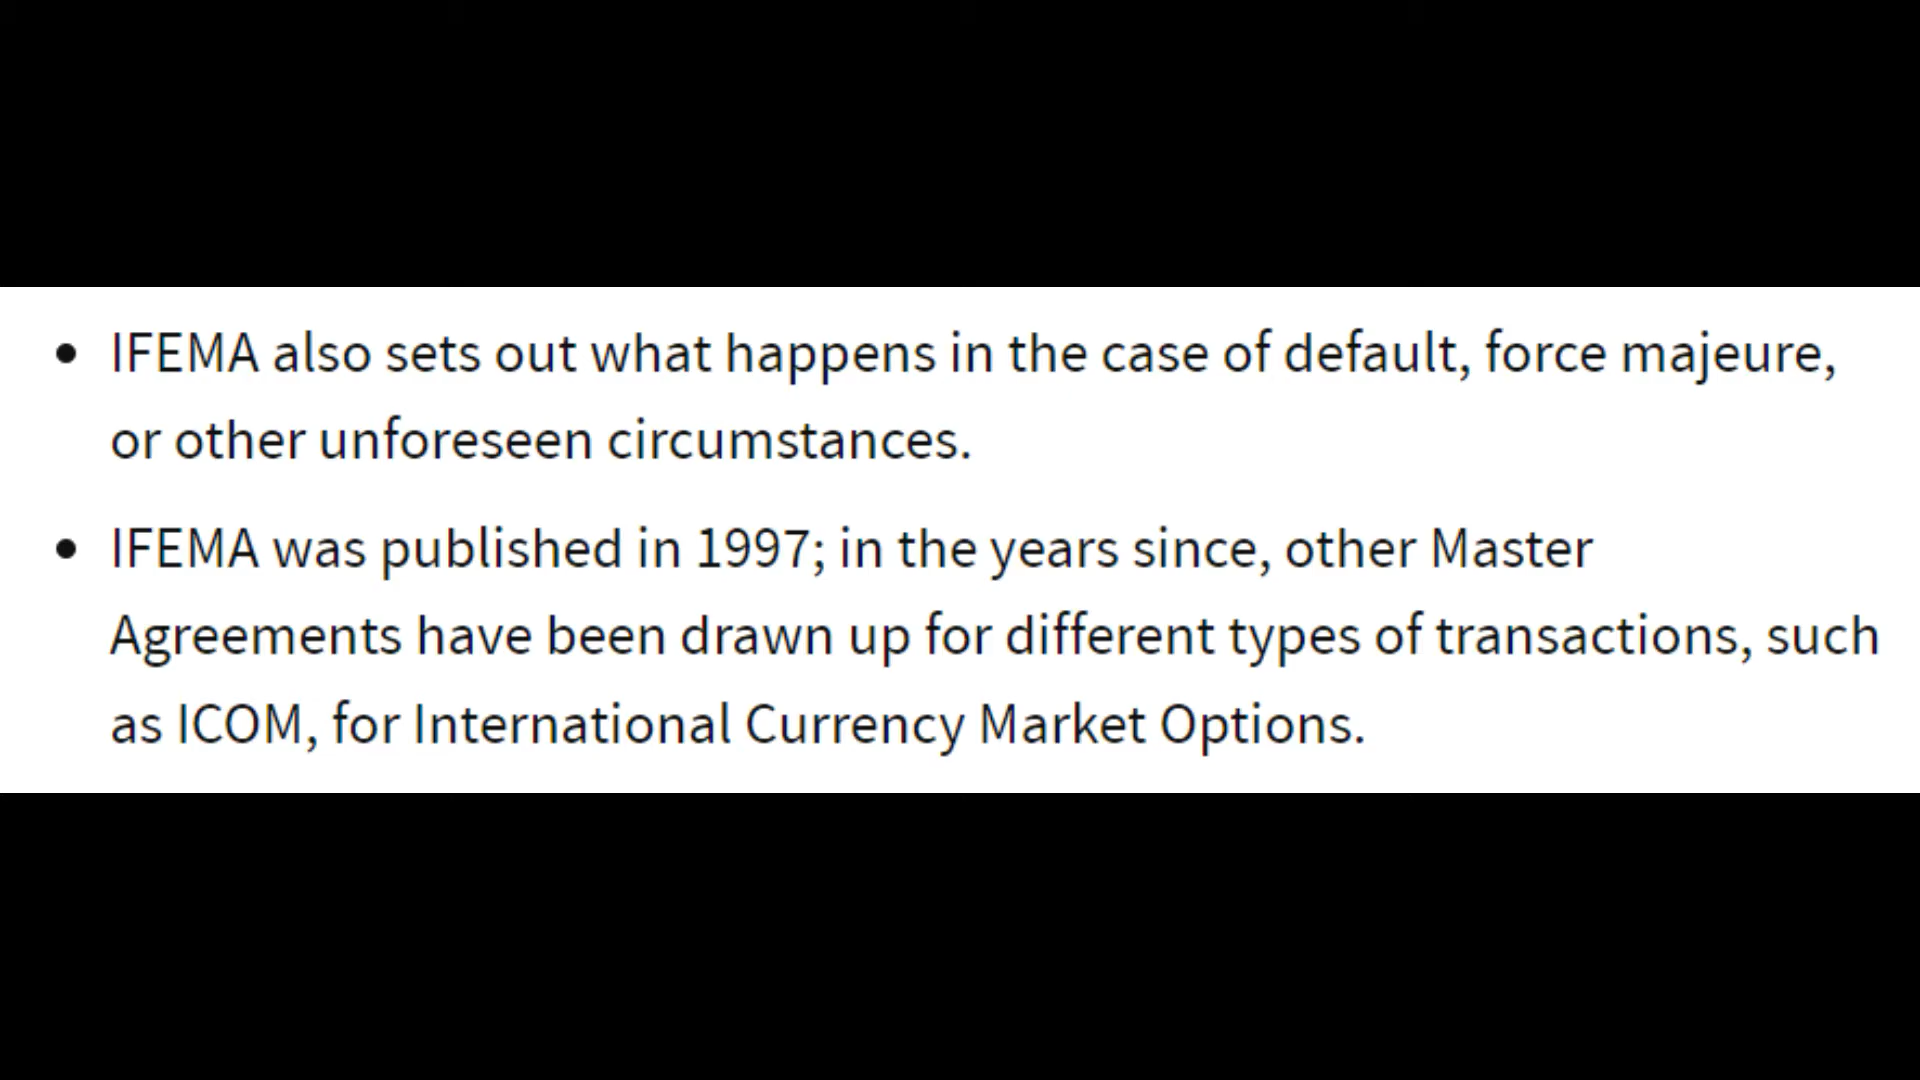 • IFEMA also sets out what happens in the case of default, force majeure,
or other unforeseen circumstances.
• IFEMA was published in 1997; in the years since, other Master
Agreements have been drawn up for different types of transactions, such
as ICOM, for International Currency Market Options.